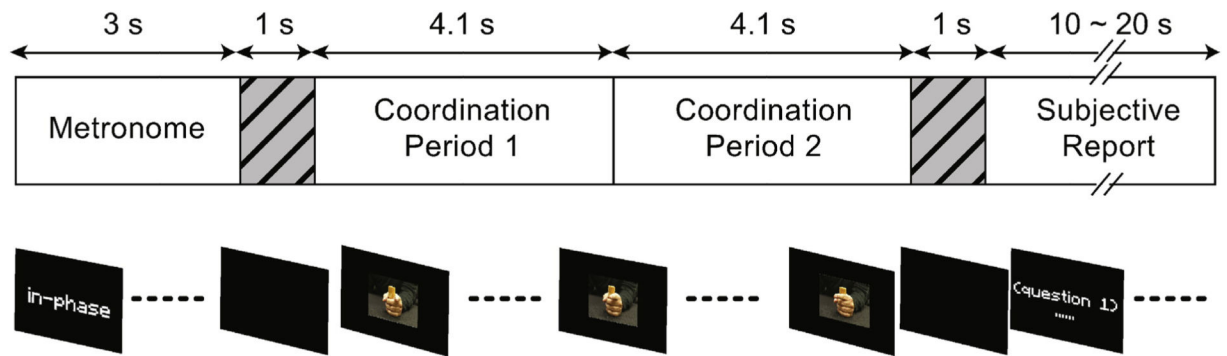 3 s 1 s 4.1 s 4.1 s 1 s 10 ~ 20 s
Metronome
Coordination
Period 1
Coordination
Period 2
Subjective
Report
in-phase
(question 1)